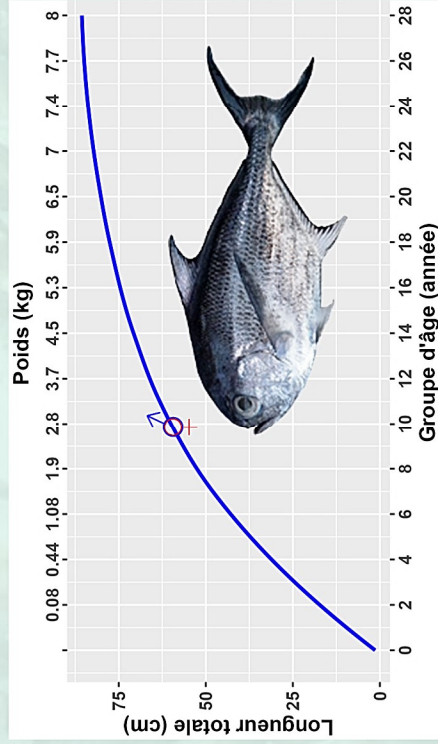 Poids (kg)
0.08 0.44 1.08 1.9 2.8 3.7 4.5 5.3 5.9 6.5 7 7.4 7.7 8
Longueur totale (cm)
75
50
25
0
0 2 4 6 8 10 12 14 16 18 20 22 24 26 28
Groupe d'âge (année)